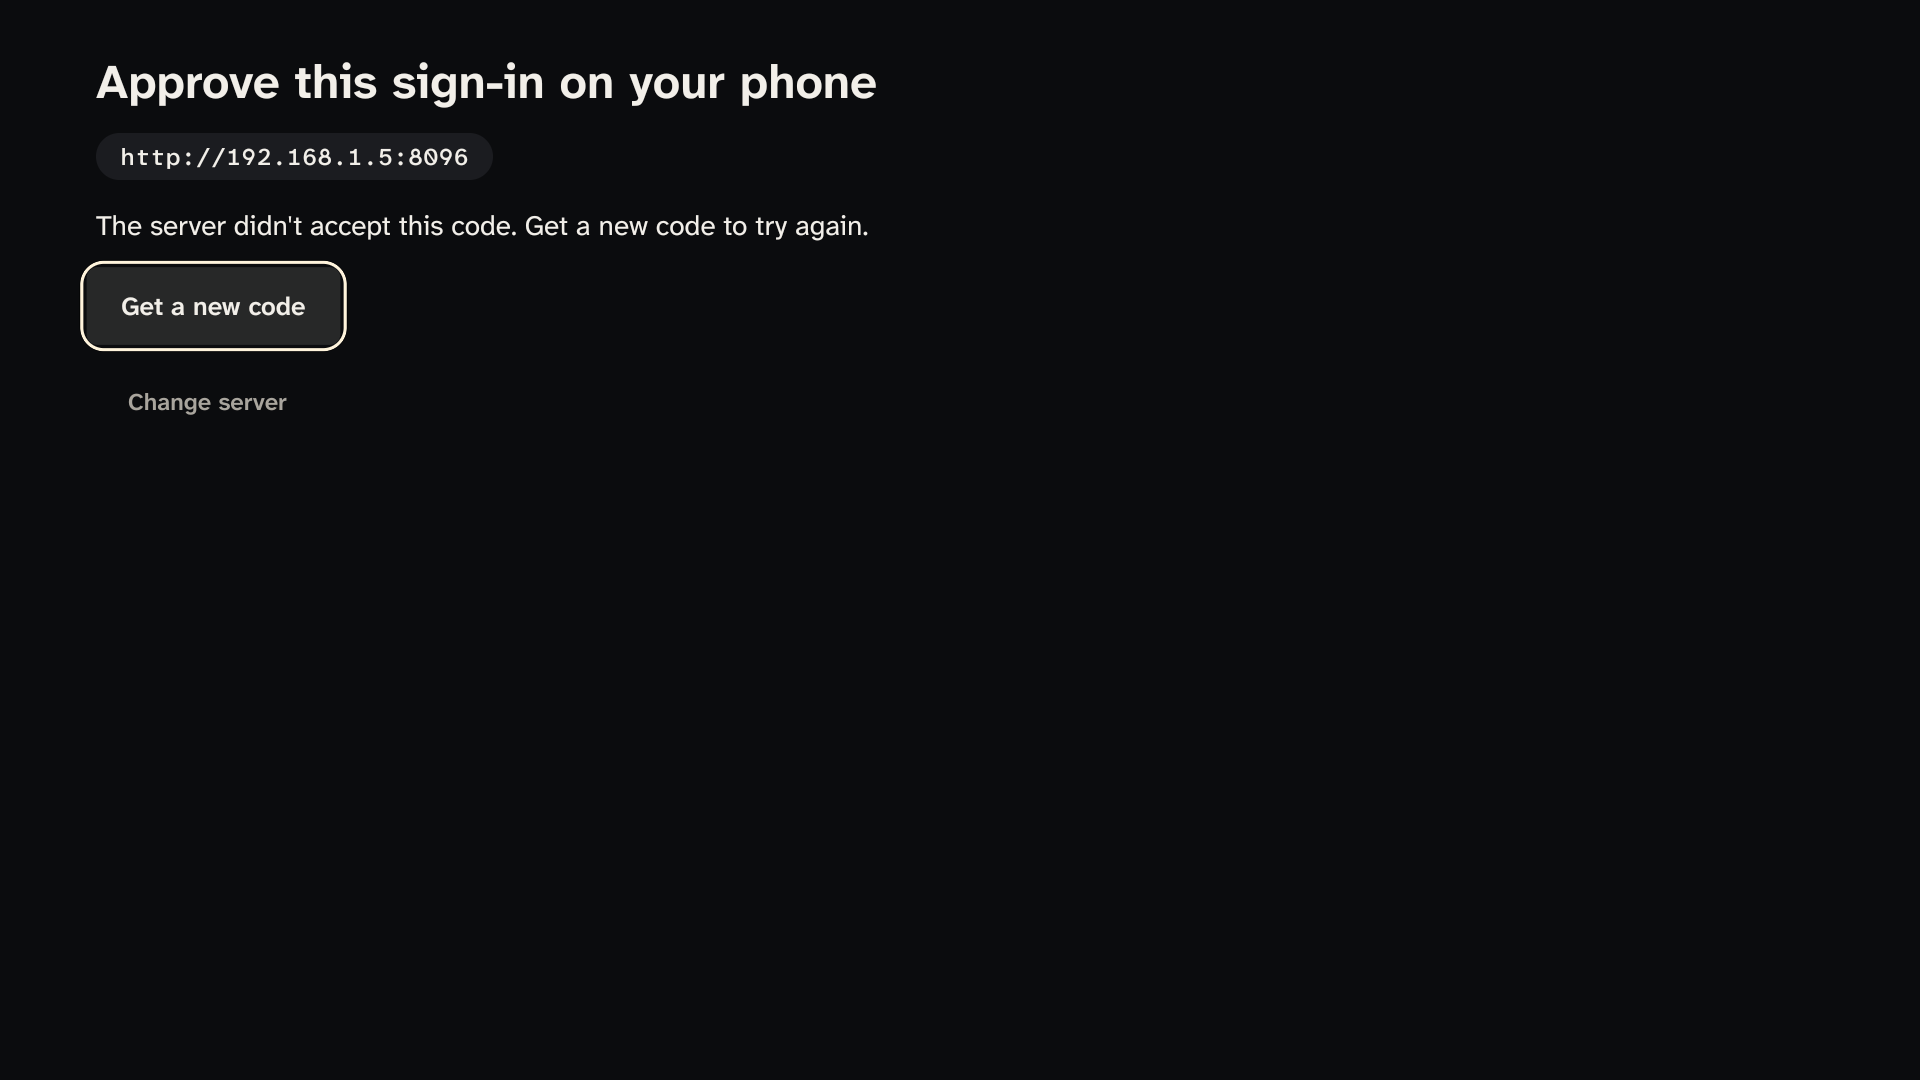 Approve this sign-in on your phone
http://192.168.1.5:8096
The server didn't accept this code. Get a new code to try again.
Get a new code
Change server